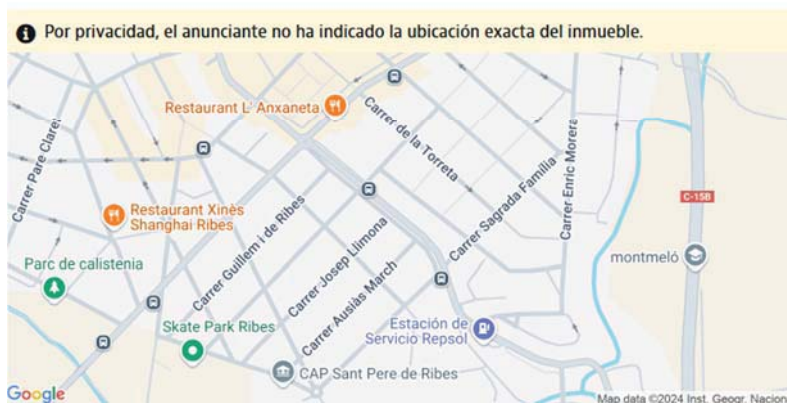 Por privacidad, el anunciante no ha indicado la ubicación exacta del inmueble.
Restaurant L' Anxaneta
Carrer de la Torreta
Carrer Pare Claret
Carrer Sagrada Família
Carrer Enric Morera
C-15B
Restaurant Xinès
Shanghai Ribes
Carrer Guillem i de Ribes
Carrer Josep Llimona
montmeló
Parc de calistenia
Carrer Ausiàs March
Skate Park Ribes
Estación de
Servicio Repsol
CAP Sant Pere de Ribes
Google
Map data ©2024 Inst. Geogr. Nacion